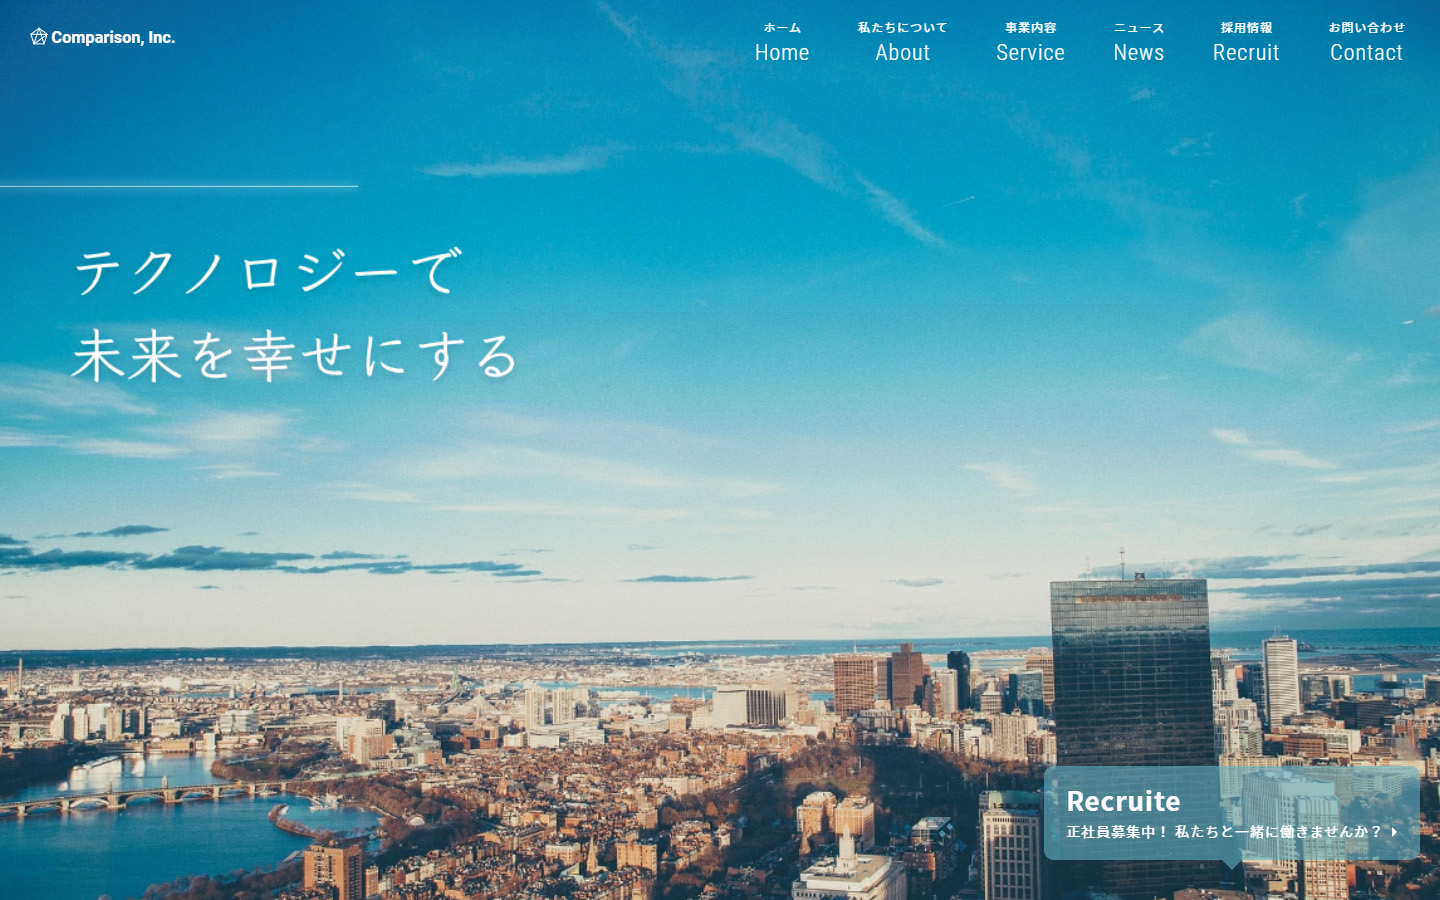 Comparison, Inc.
ホーム
Home
私たちについて
About
事業内容
Service
ニュース
News
採用情報
Recruit
お問い合わせ
Contact
テクノロジーで
未来を幸せにする
Recruite
正社員募集中！ 私たちと一緒に働きませんか？